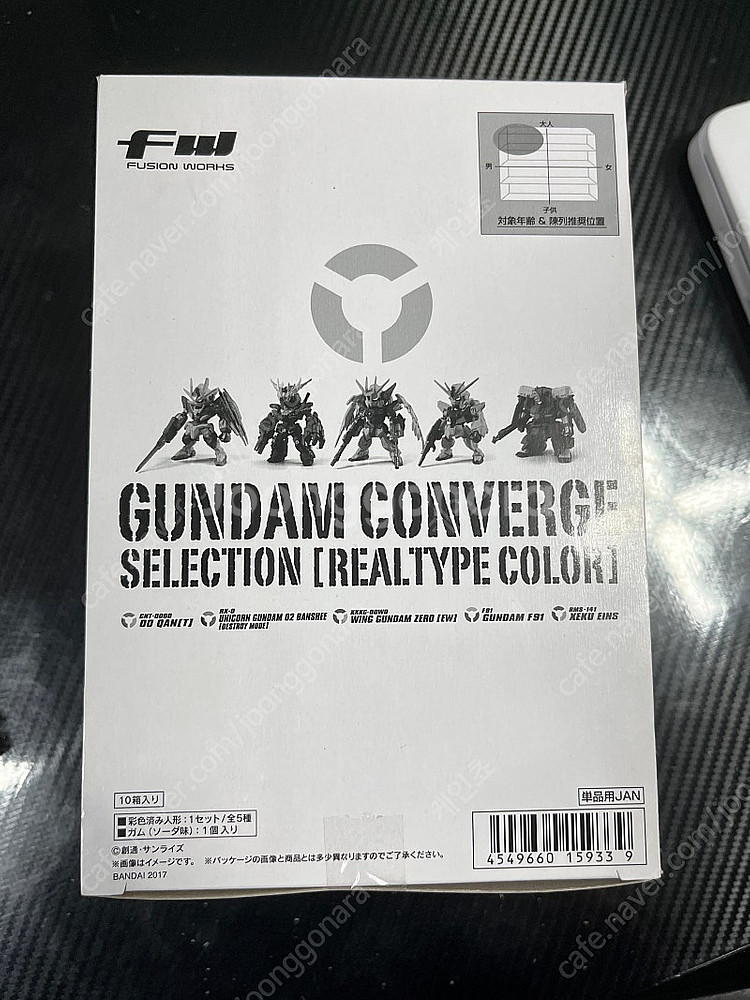 FW
FUSION WORKS
大人
男
女
子供
対象年齢 & 陳列推奨位置
GUNDAM CONVERGE
SELECTION [REALTYPE COLOR]
GNT-0000
00 QAN[T]
RX-0
UNICORN GUNDAM 02 BANSHEE
[DESTROY MODE]
XXXG-00W0
WING GUNDAM ZERO [EW]
F91
GUNDAM F91
RMS-141
XEKU EINS
10箱入り
単品用JAN
■彩色済み人形：1セット/全5種
■ガム（ソーダ味）：1個入り
©創通・サンライズ
※画像はイメージです。 ※パッケージの画像と商品とは多少異なりますのでご了承ください。
BANDAI 2017
4549660 15933 9
cafe.naver.com/joonggonara